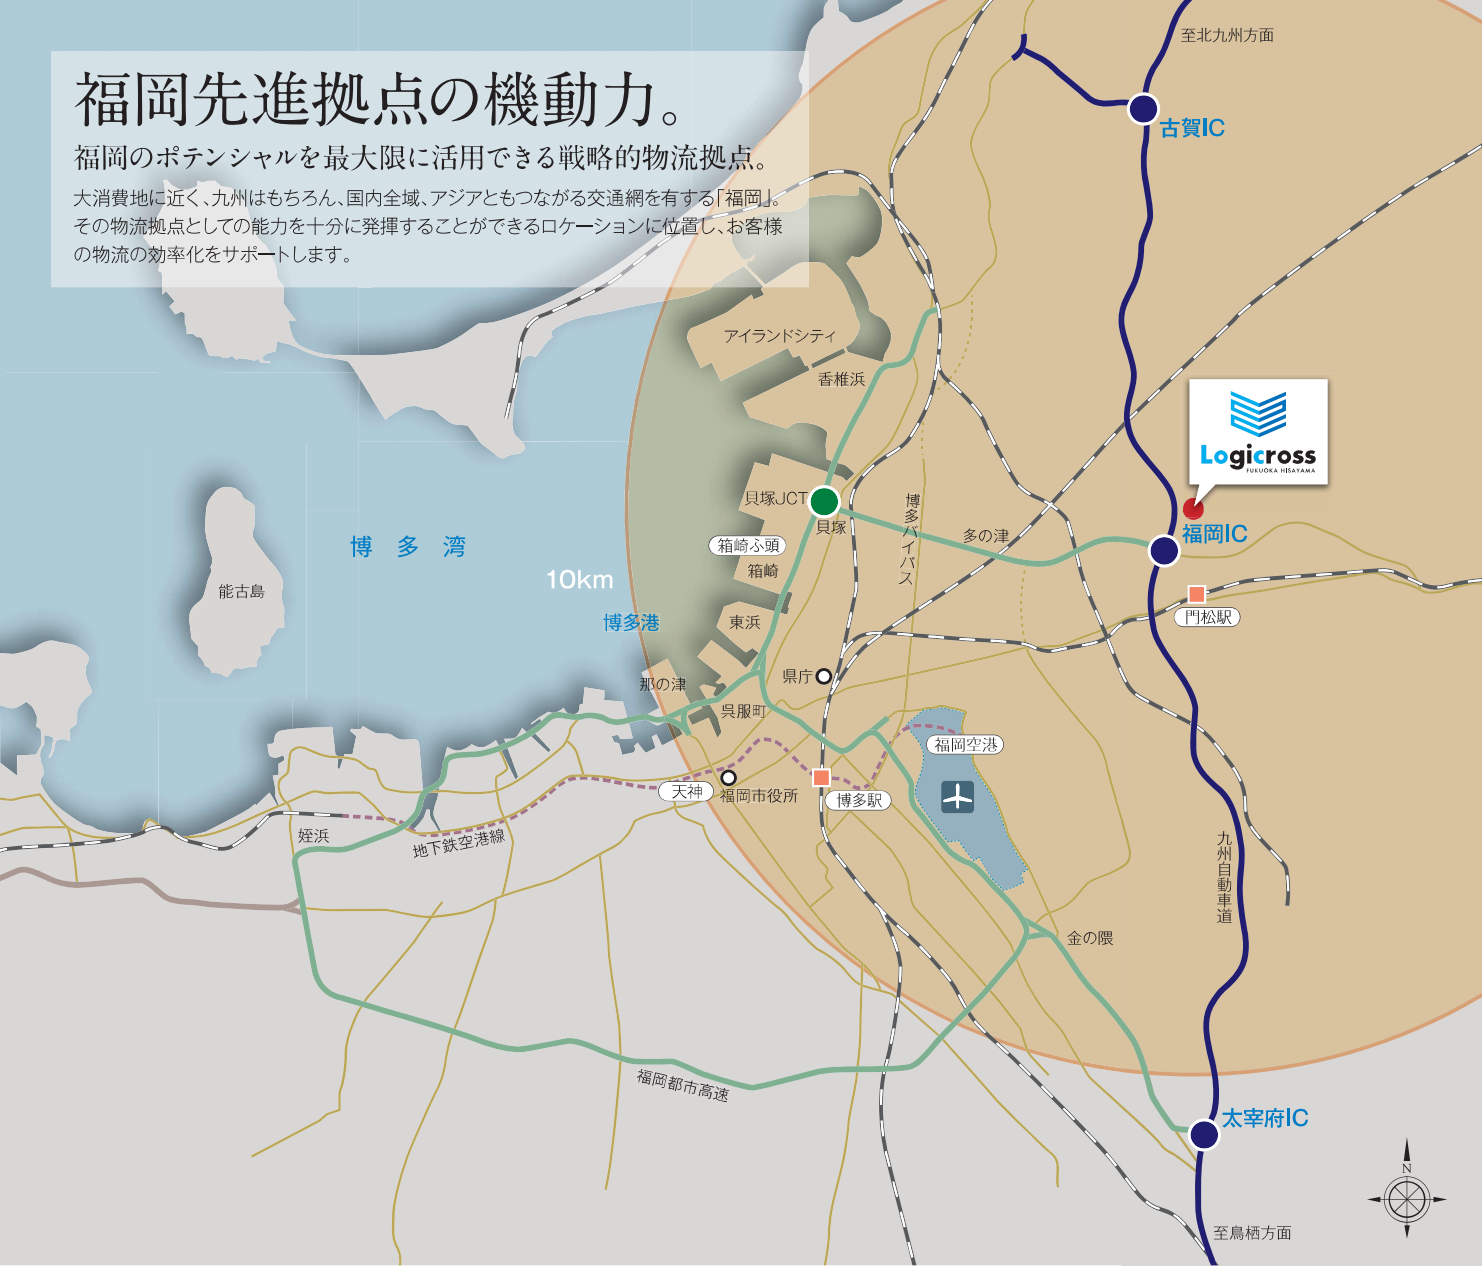 福岡先進拠点の機動力。
福岡のポテンシャルを最大限に活用できる戦略的物流拠点。
大消費地に近く、九州はもちろん、国内全域、アジアともつながる交通網を有する「福岡」。
その物流拠点としての能力を十分に発揮することができるロケーションに位置し、お客様
の物流の効率化をサポートします。
至北九州方面
古賀IC
アイランドシティ
香椎浜
Logicross
FUKUOKA HISAYAMA
貝塚JCT
貝塚
博多バイパス
多の津
福岡IC
箱崎ふ頭
箱崎
博多湾
10km
能古島
博多港
東浜
門松駅
県庁
那の津
呉服町
福岡空港
天神
福岡市役所
博多駅
姪浜
地下鉄空港線
九州自動車道
金の隈
福岡都市高速
太宰府IC
N
至鳥栖方面